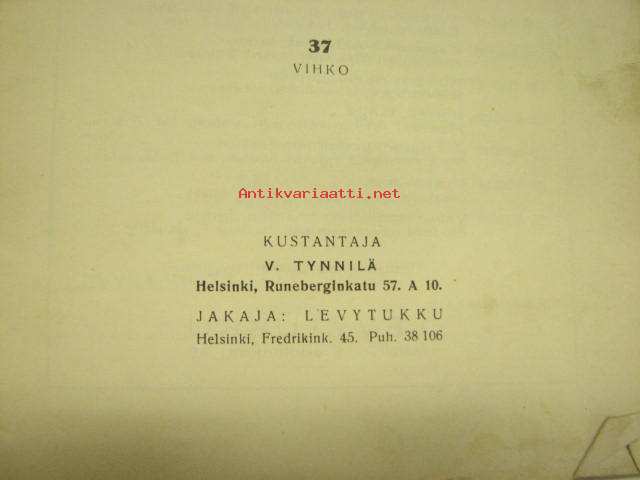 37
VIHKO
Antikvariaatti.net
KUSTANTAJA
V. TYNNILÄ
Helsinki, Runeberginkatu 57. A 10.
JAKAJA: LEVYTUKKU
Helsinki, Fredrikink. 45. Puh. 38 106